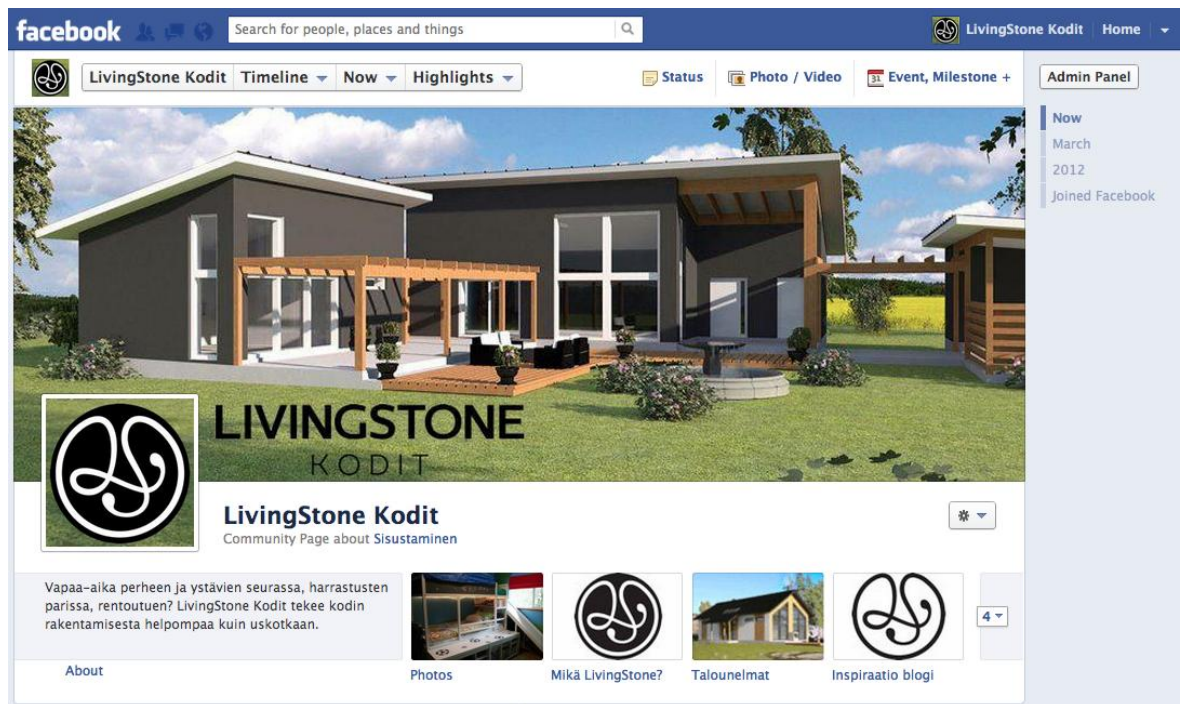 facebook
Search for people, places and things
LivingStone Kodit
Home
LivingStone Kodit
Timeline
Now
Highlights
Status
Photo / Video
31
Event, Milestone +
Admin Panel
Now
March
2012
Joined Facebook
LIVINGSTONE
KODIT
LivingStone Kodit
Community Page about Sisustaminen
Vapaa-aika perheen ja ystävien seurassa, harrastusten
parissa, rentoutuen? LivingStone Kodit tekee kodin
rakentamisesta helpompaa kuin uskotkaan.
About
Photos
Mikä LivingStone?
Talounelmat
Inspiraatio blogi
4